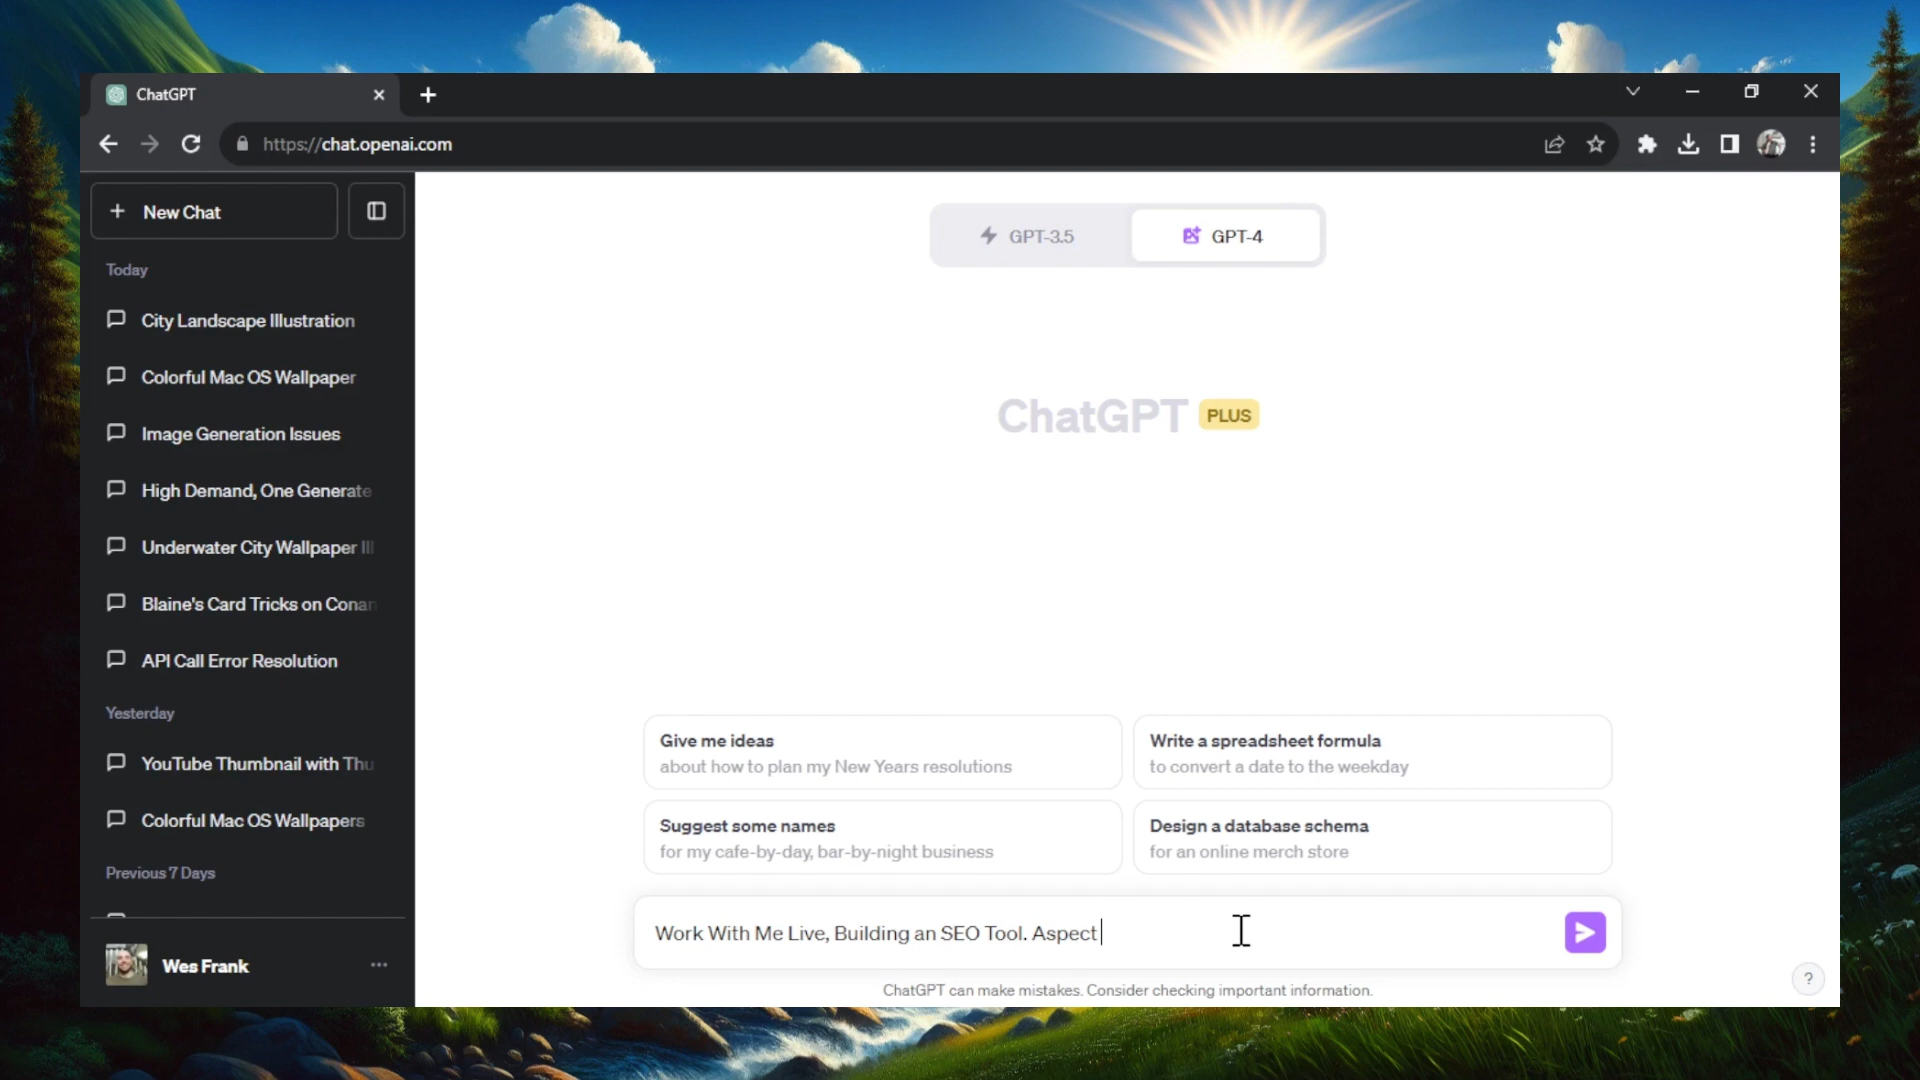 ChatGPT
https://chat.openai.com
New Chat
GPT-3.5
GPT-4
Today
City Landscape Illustration
Colorful Mac OS Wallpaper
Image Generation Issues
High Demand, One Generate
Underwater City Wallpaper Ill
Blaine's Card Tricks on Conan
API Call Error Resolution
Yesterday
YouTube Thumbnail with Thu
Colorful Mac OS Wallpapers
Previous 7 Days
Wes Frank
ChatGPT PLUS
Give me ideas
about how to plan my New Years resolutions
Write a spreadsheet formula
to convert a date to the weekday
Suggest some names
for my cafe-by-day, bar-by-night business
Design a database schema
for an online merch store
Work With Me Live, Building an SEO Tool. Aspect
ChatGPT can make mistakes. Consider checking important information.
?